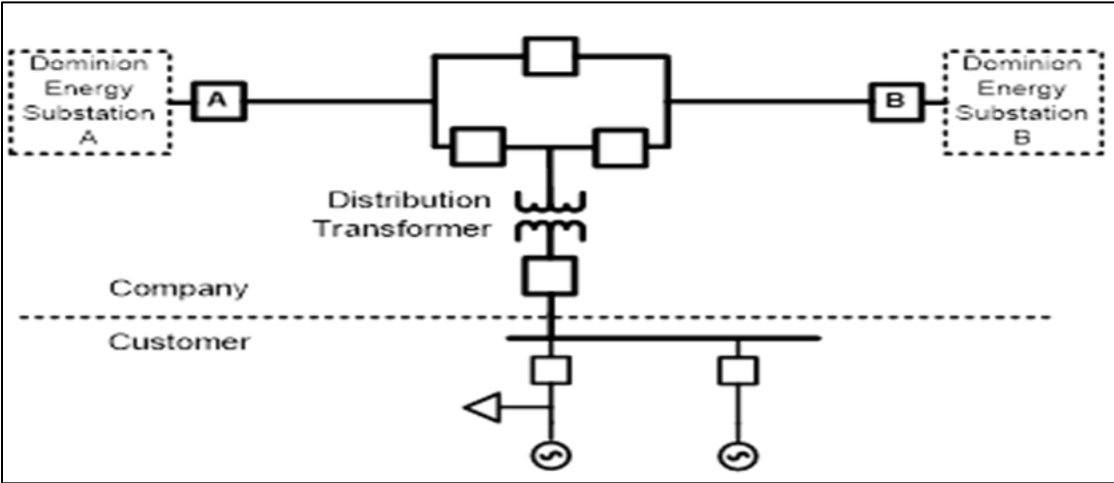 Dominion
Energy
Substation
A
A
B
Dominion
Energy
Substation
B
Distribution
Transformer
Company
Customer